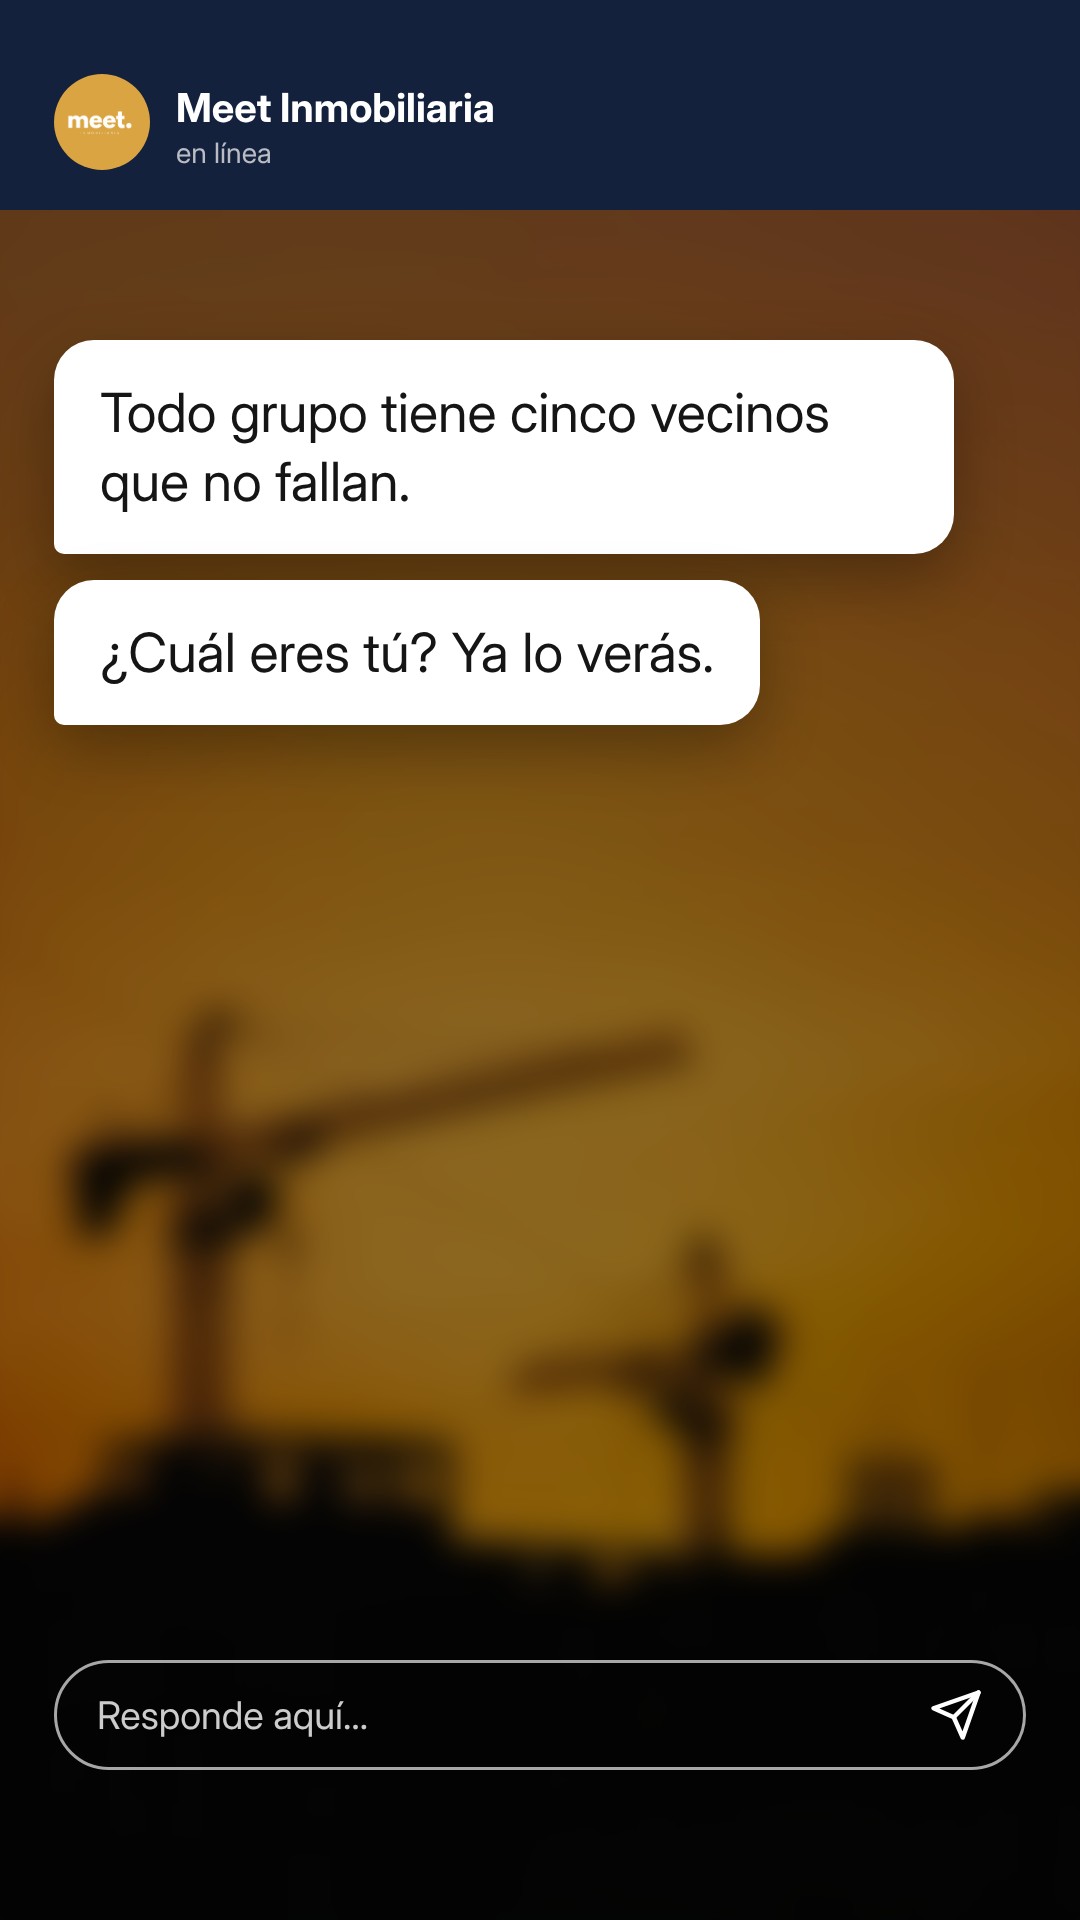 meet.
Meet Inmobiliaria
en línea
Todo grupo tiene cinco vecinos
que no fallan.
¿Cuál eres tú? Ya lo verás.
Responde aquí...